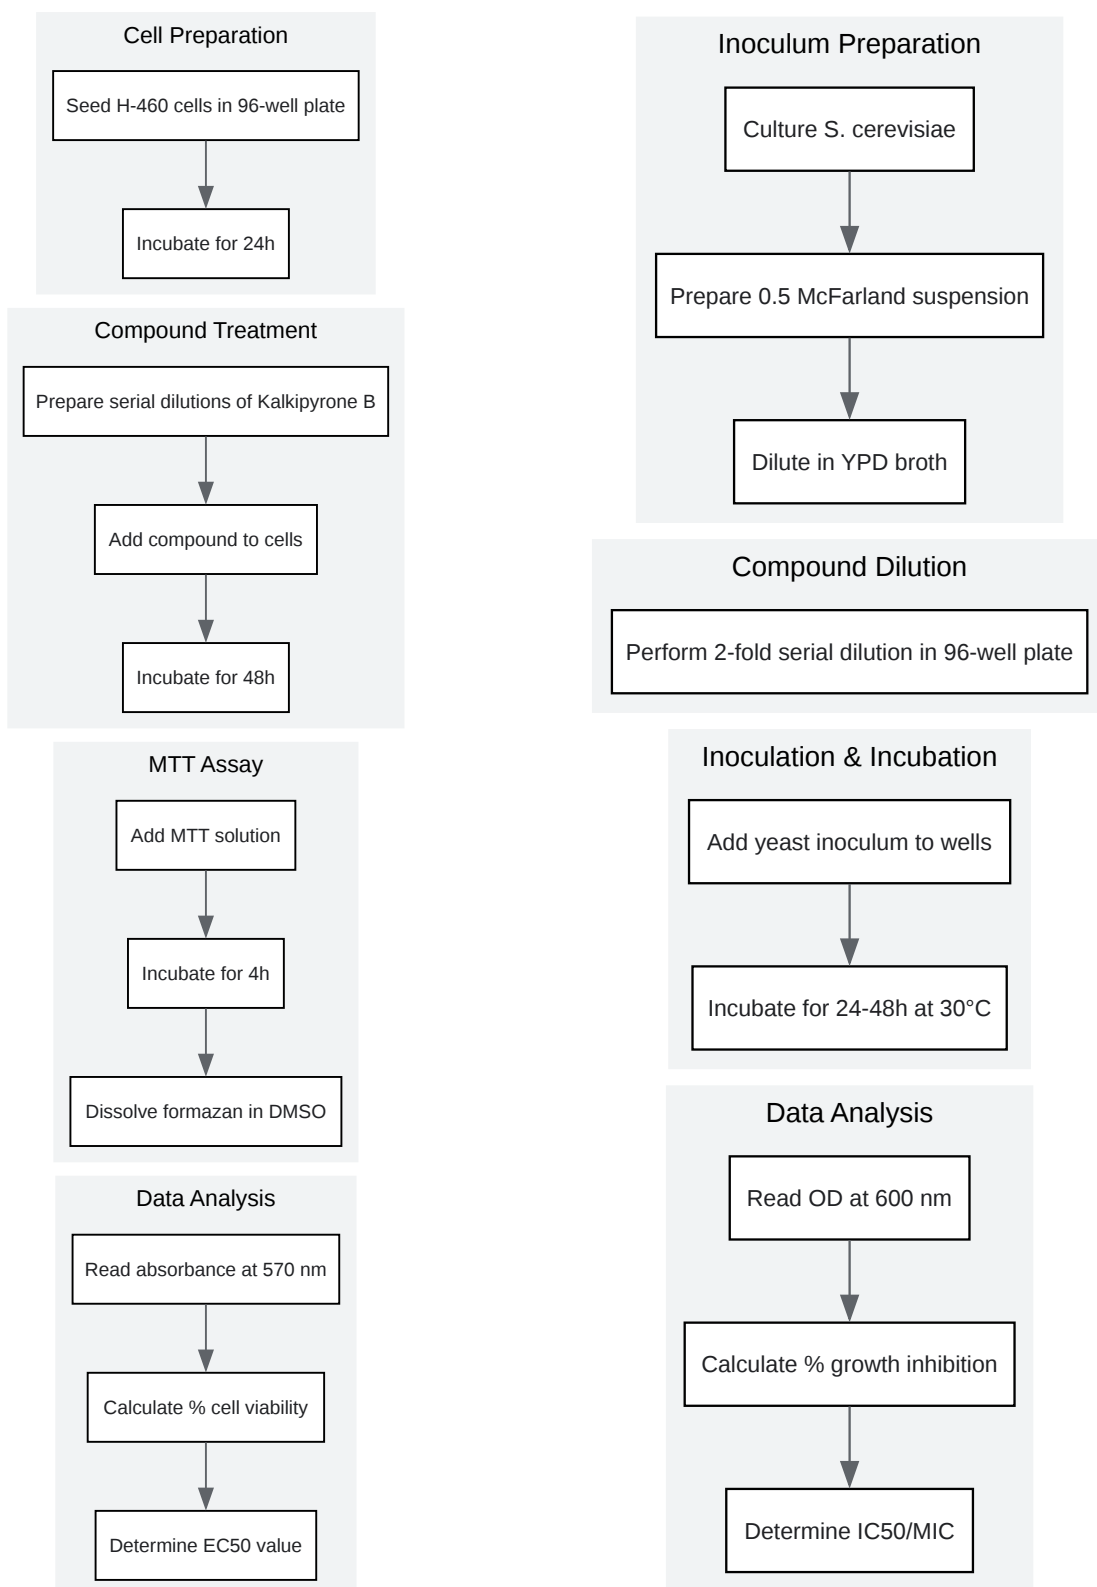 Cell Preparation
Seed H-460 cells in 96-well plate
Incubate for 24h
Compound Treatment
Prepare serial dilutions of Kalkipyrone B
Add compound to cells
Incubate for 48h
MTT Assay
Add MTT solution
Incubate for 4h
Dissolve formazan in DMSO
Data Analysis
Read absorbance at 570 nm
Calculate % cell viability
Determine EC50 value
Inoculum Preparation
Culture S. cerevisiae
Prepare 0.5 McFarland suspension
Dilute in YPD broth
Compound Dilution
Perform 2-fold serial dilution in 96-well plate
Inoculation & Incubation
Add yeast inoculum to wells
Incubate for 24-48h at 30°C
Data Analysis
Read OD at 600 nm
Calculate % growth inhibition
Determine IC50/MIC